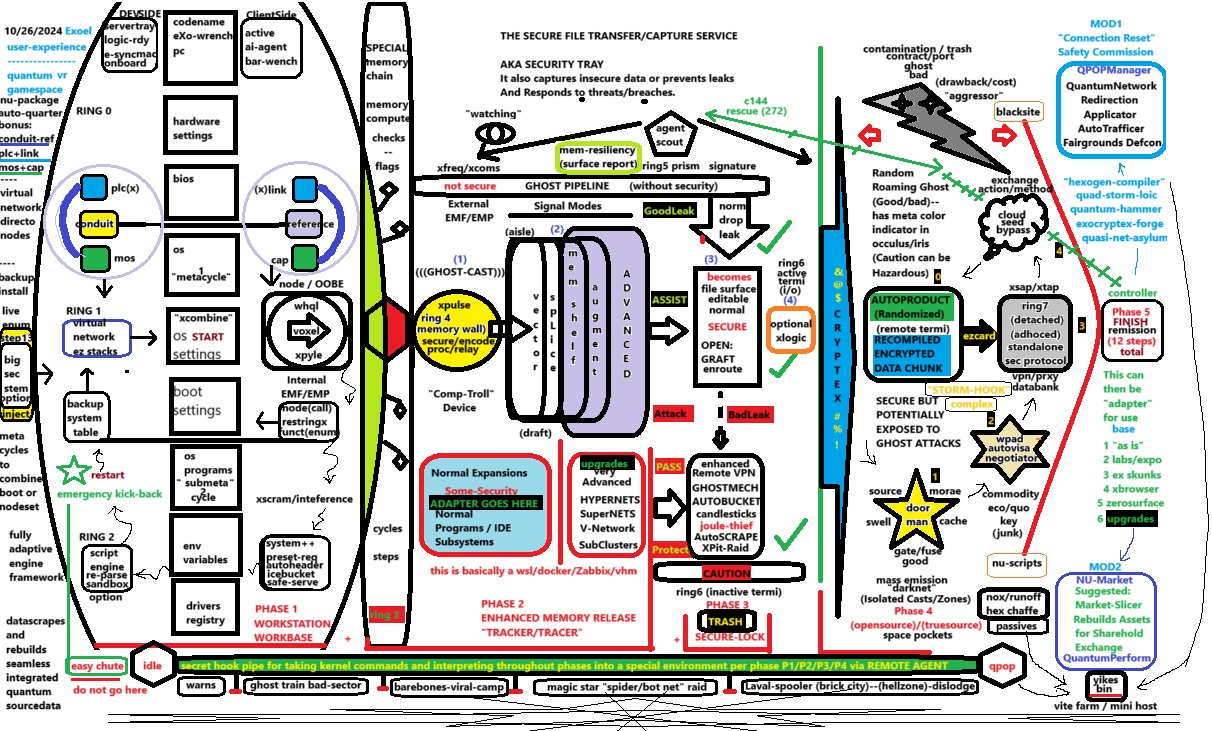 10/26/2024 Exoel
user-experience
-----------------
quantum vr
gamespace
nu-package
auto-quarter
bonus:
conduit-ref
plc+link
mos+cap
----
virtual
network
directo
nodes
----
backup
install
live
enum
step13
big
sec
stem
option
inject
meta
cycles
to
combine
boot or
nodeset
fully
adaptive
engine
framework
datascrapes
and
rebuilds
seamless
integrated
quantum
sourcedata
DEVSIDE
servertray
logic-rdy
e-syncmac
onboard
codename
eXo-wrench
pc
ClientSide
active
ai-agent
bar-wench
RING 0
hardware
settings
bios
plc(x)
conduit
mos
(x)link
reference
cap
os
1
"metacycle"
node / OOBE
whql
voxel
xpyle
RING 1
virtual
network
ez stacks
"xcombine"
os START
settings
Internal
EMF/EMP
boot
settings
node(call)
restringx
funct(enum)
backup
system
table
restart
emergency kick-back
os
programs
" submeta"
2
cycle
xscram/inteference
RING 2
script
engine
re-parse
sandbox
option
env
variables
system++
preset-reg
autoheader
icebucket
safe-serve
drivers
registry
PHASE 1
WORKSTATION
WORKBASE
+
easy chute
do not go here
idle
SPECIAL
memory
chain
memory
compute
checks
--
flags
cycles
steps
ring 3
THE SECURE FILE TRANSFER/CAPTURE SERVICE
AKA SECURITY TRAY
It also captures insecure data or prevents leaks
And Responds to threats/breaches.
"watching"
agent
scout
c144
rescue (272)
mem-resiliency
(surface report)
xfreq/xcoms
ring5 prism
signature
not secure
GHOST PIPELINE
(without security)
External
EMF/EMP
Signal Modes
GoodLeak
norm
drop
leak
(aisle)
(2)
(1)
(((GHOST-CAST)))
xpulse
ring 4
memory wall)
secure/encode
proc/relay
"Comp-Troll"
Device
vector
splice
mem shelf
augment
ADVANCED
(draft)
ASSIST
(3)
becomes
file surface
editable
normal
SECURE
OPEN:
GRAFT
enroute
ring6
active
termi
(i/o)
(4)
optional
xlogic
Attack
BadLeak
Normal Expansions
Some-Security
ADAPTER GOES HERE
Normal
Programs / IDE
Subsystems
this is basically a wsl/docker/Zabbix/vhm
upgrades
Very
Advanced
HYPERNETS
SuperNETS
V-Network
SubClusters
PASS
Protect
enhanced
Remote VPN
GHOSTMECH
AUTOBUCKET
candlesticks
joule-thief
AutoSCRAPE
XPit-Raid
CAUTION
ring6 (inactive termi)
PHASE 2
ENHANCED MEMORY RELEASE
"TRACKER/TRACER"
PHASE 3
TRASH
+
SECURE-LOCK
&@$CRYPTEX#%!
contamination / trash
contract/port
ghost
bad
(drawback/cost)
"aggressor"
blacksite
Random
Roaming Ghost
(Good/bad)--
has meta color
indicator in
occulus/iris
(Caution can be
Hazardous)
0
exchange
action/method
cloud
seed
bypass
4
AUTOPRODUCT
(Randomized)
(remote termi)
RECOMPILED
ENCRYPTED
DATA CHUNK
ezcard
xsap/xtap
ring7
(detached)
(adhoced)
standalone
sec protocol
3
vpn/prxy
databank
"STORM-HOOK"
complex
SECURE BUT
POTENTIALLY
EXPOSED TO
GHOST ATTACKS
2
wpad
autovisa
negotiator
1
source
morae
door
man
swell
cache
gate/fuse
good
commodity
eco/quo
key
(junk)
nu-scripts
mass emission
"darknet"
(Isolated Casts/Zones)
Phase 4
(opensource)/(truesource)
space pockets
nox/runoff
hex chaffe
passives
MOD1
"Connection Reset"
Safety Commission
QPOPManager
QuantumNetwork
Redirection
Applicator
AutoTrafficer
Fairgrounds Defcon
"hexogen-compiler"
quad-storm-loic
quantum-hammer
exocryptex-forge
quasi-net-asylum
controller
Phase 5
FINISH
remission
(12 steps)
total
This can
then be
"adapter"
for use
base
1 "as is"
2 labs/expo
3 ex skunks
4 xbrowser
5 zerosurface
6 upgrades
MOD2
NU-Market
Suggested:
Market-Slicer
Rebuilds Assets
for Sharehold
Exchange
QuantumPerform
secret hook pipe for taking kernel commands and interpreting throughout phases into a special environment per phase P1/P2/P3/P4 via REMOTE AGENT
qpop
warns
ghost train bad-sector
barebones-viral-camp
magic star "spider/bot net" raid
Laval-spooler (brick city)--(hellzone)-dislodge
yikes
bin
vite farm / mini host